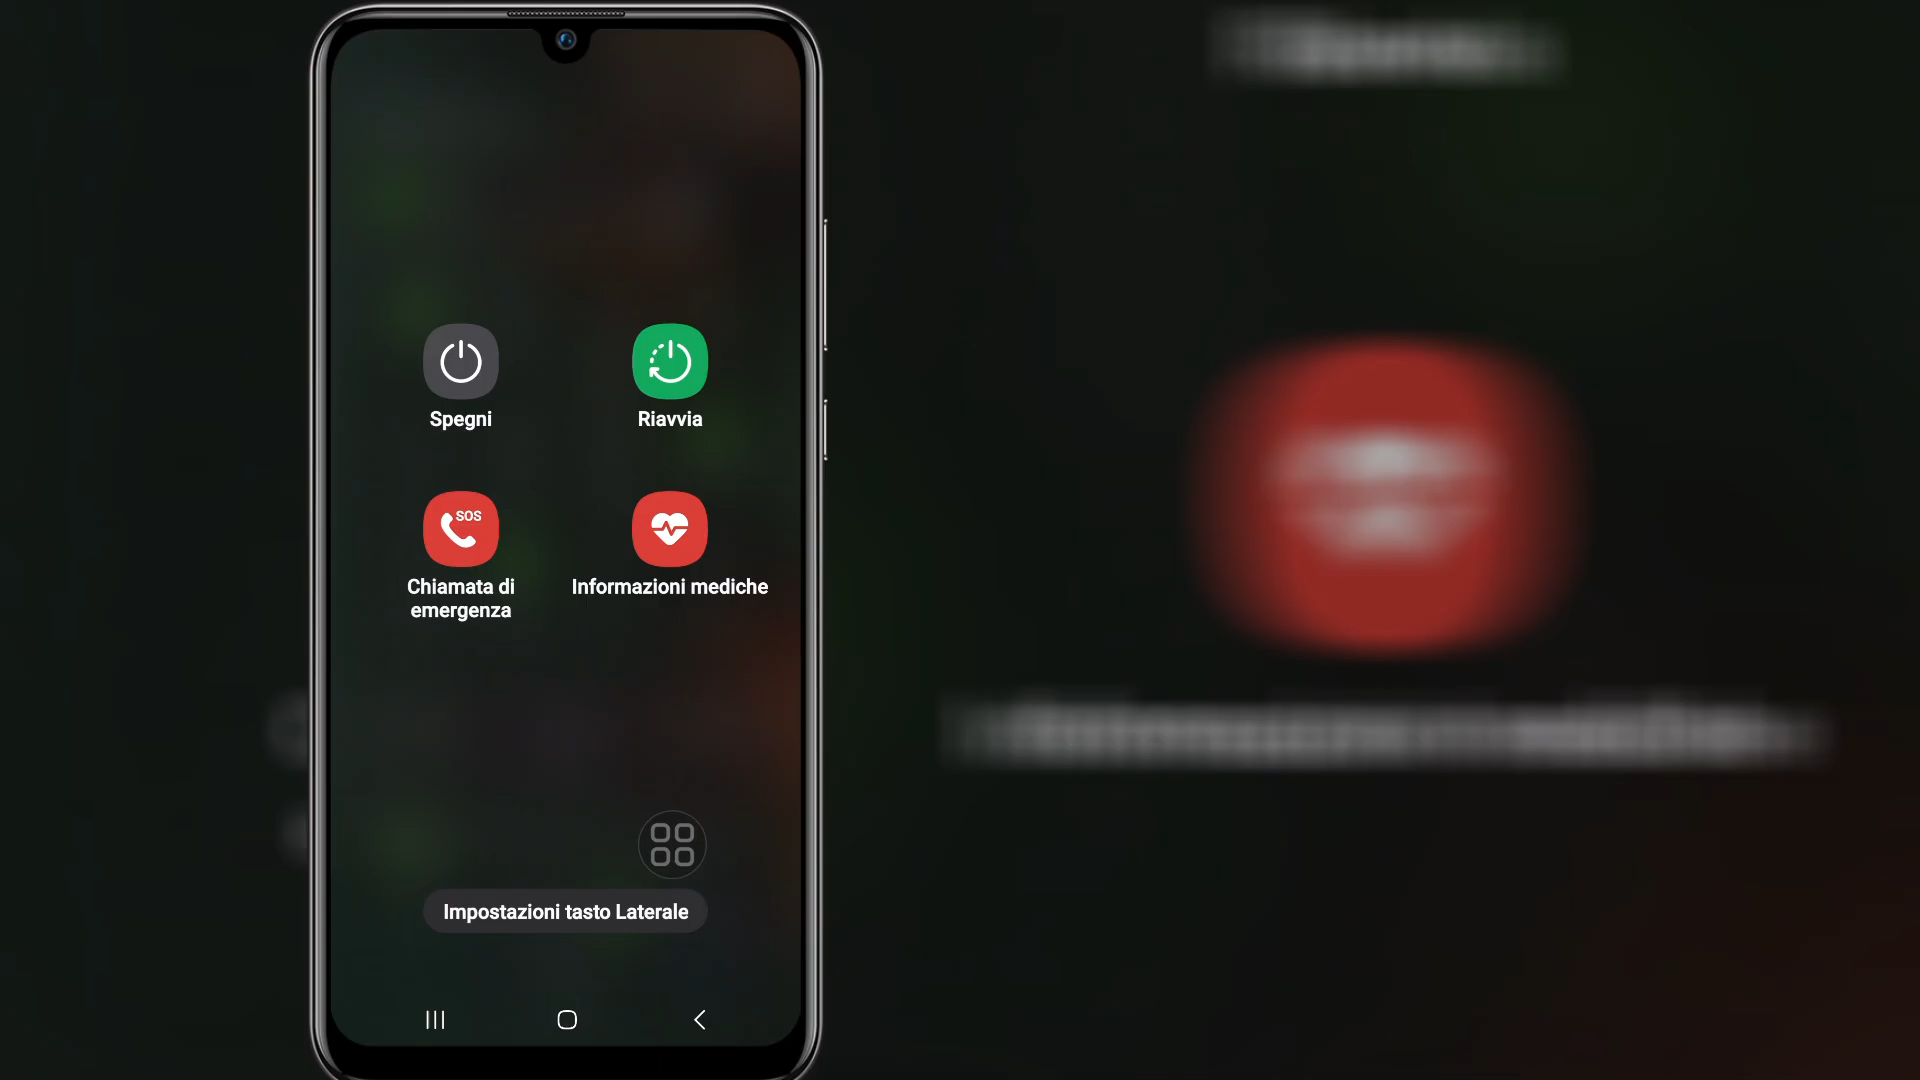 Spegni
Riavvia
SOS
Chiamata di
emergenza
Informazioni mediche
Impostazioni tasto Laterale